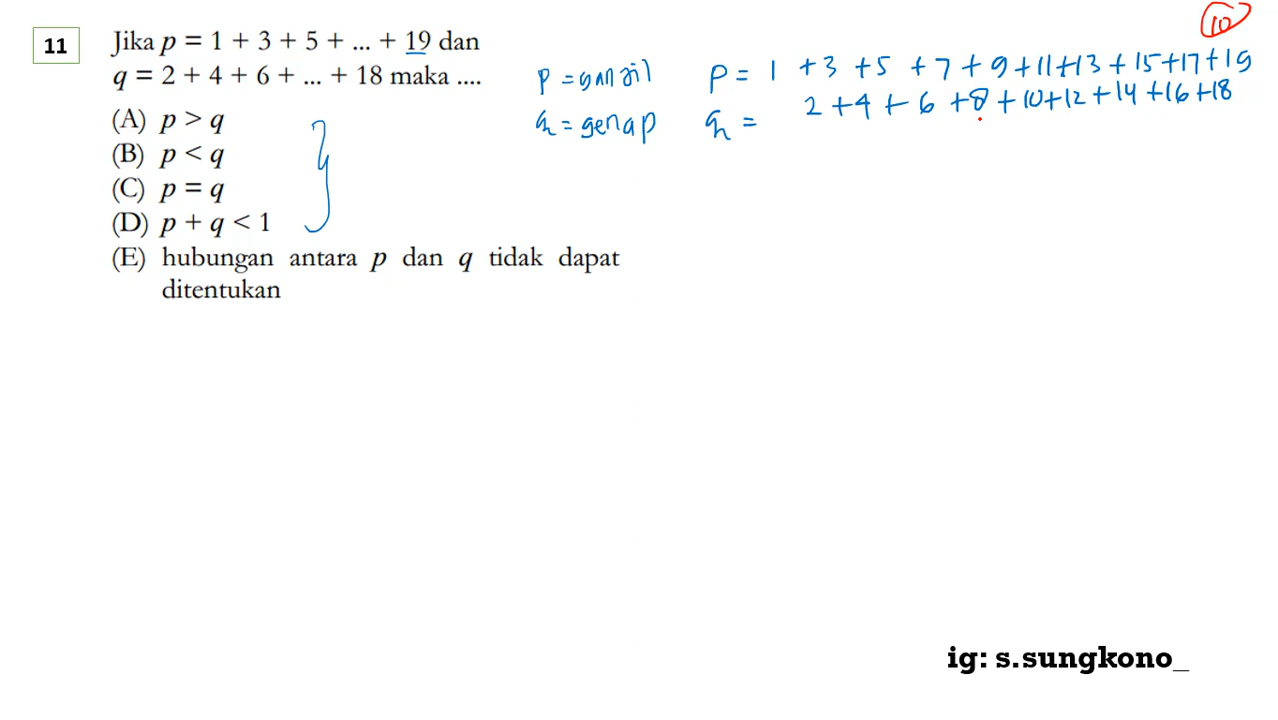 11
Jika p = 1 + 3 + 5 + ... + 19 dan
q = 2 + 4 + 6 + ... + 18 maka ....
(A) p > q
(B) p < q
(C) p = q
(D) p + q < 1
(E) hubungan antara p dan q tidak dapat
ditentukan
p = ganjil
q = genap
10
p = 1 + 3 + 5 + 7 + 9 + 11 + 13 + 15 + 17 + 19
q = 2 + 4 + 6 + 8 + 10 + 12 + 14 + 16 + 18
ig: s.sungkono_